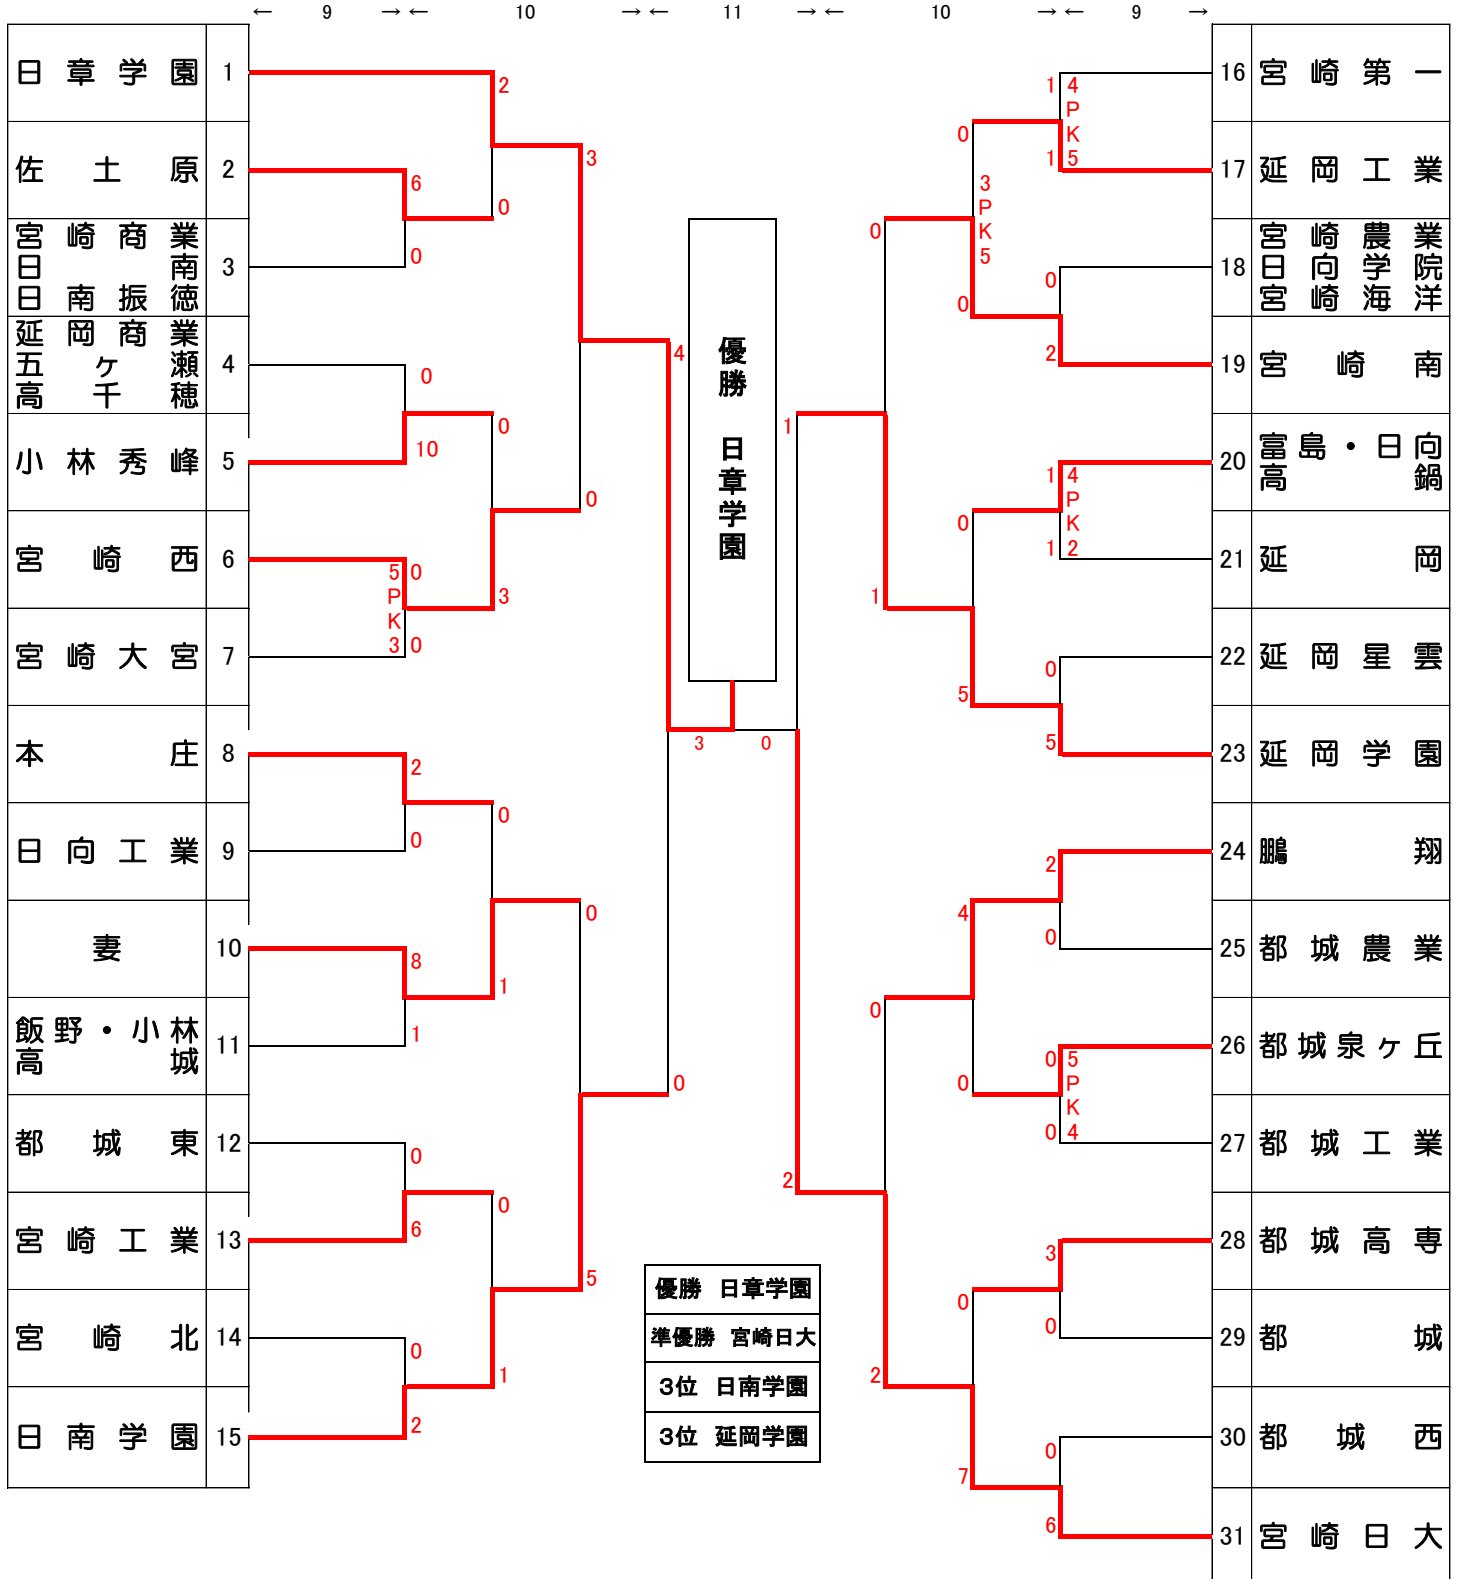 ← 9 → ← 10 → ← 11 → ← 10 → ← 9 →
日章学園 1
2
佐土原 2
6
0
宮崎商業
日南
日南振徳
3
0
3
延岡商業
五ヶ瀬
高千穂
4
0
0
小林秀峰 5
10
0
宮崎西 6
5 0
P
K
3 0
3
宮崎大宮 7
4
本庄 8
2
0
日向工業 9
0
0
妻 10
8
1
飯野・小林
高城
11
1
0
都城東 12
0
0
宮崎工業 13
6
5
宮崎北 14
0
1
日南学園 15
2
優勝 日章学園
3 0
優勝 日章学園
準優勝 宮崎日大
3位 日南学園
3位 延岡学園
16 宮崎第一
1 4
P
K
1 5
0
17 延岡工業
3
P
K
5
0
18
宮崎農業
日向学院
宮崎海洋
0
0
19 宮崎南
2
1
20
富島・日向
高鍋
1 4
P
K
1 2
0
21 延岡
1
22 延岡星雲
0
5
23 延岡学園
5
24 鵬翔
2
4
25 都城農業
0
0
26 都城泉ヶ丘
0 5
P
K
0 4
0
27 都城工業
2
28 都城高専
3
0
29 都城
0
2
30 都城西
0
7
31 宮崎日大
6